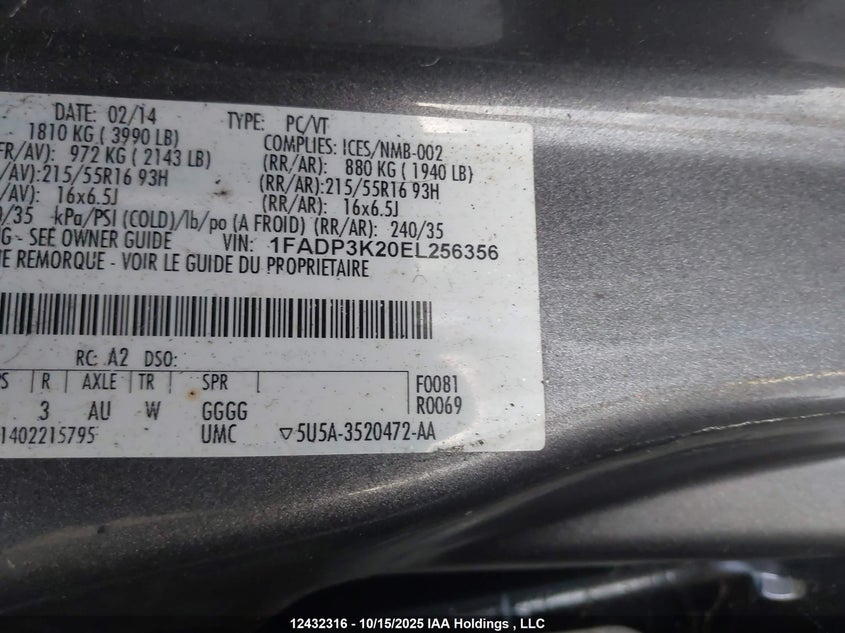 DATE: 02/14 TYPE: PC/VT
1810 KG ( 3990 LB) COMPLIES: ICES/NMB-002
FR/AV): 972 KG ( 2143 LB) (RR/AR): 880 KG ( 1940 LB)
/AV):215/55R16 93H (RR/AR):215/55R16 93H
/AV): 16x6.5J (RR/AR): 16x6.5J
/35 kPa/PSI (COLD)/lb/po (A FROID) (RR/AR): 240/35
- SEE OWNER GUIDE VIN: 1FADP3K20EL256356
REMORQUE - VOIR LE GUIDE DU PROPRIETAIRE
RC: A2 DSO:
R AXLE TR SPR F0081
3 AU W GGGG R0069
1402215795 UMC ▽5U5A-3520472-AA
12432316 - 10/15/2025 IAA Holdings , LLC